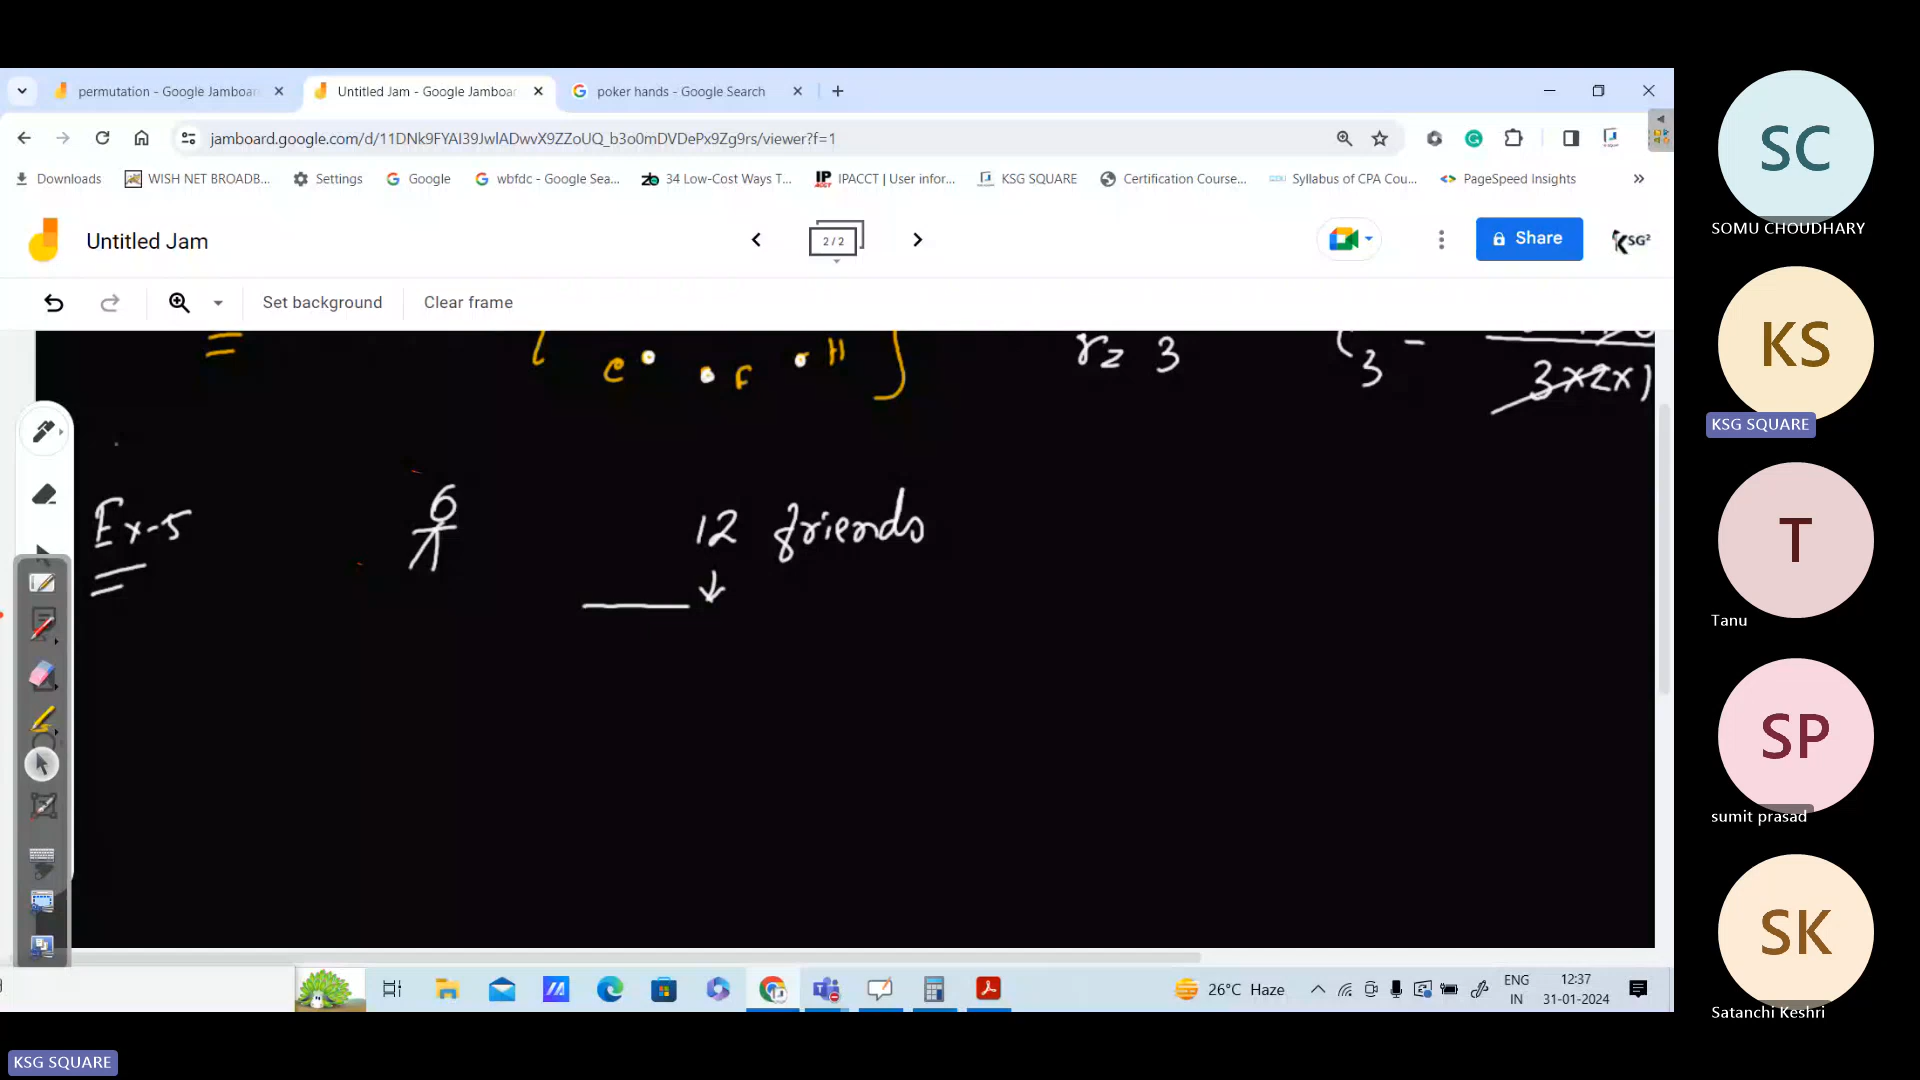 permutation - Google Jamboar
Untitled Jam - Google Jamboar
poker hands - Google Search
jamboard.google.com/d/11DNk9FYAI39JwlADwvX9ZZoUQ_b3o0mDVDePx9Zg9rs/viewer?f=1
Downloads
WISH NET BROADB...
Settings
Google
wbfdc - Google Sea...
34 Low-Cost Ways T...
IPACCT | User infor...
KSG SQUARE
Certification Course...
Syllabus of CPA Cou...
PageSpeed Insights
Untitled Jam
2 / 2
Share
KSG²
Set background
Clear frame
C F H
r = 3
3
3×2×1
Ex-5
12 friends
26°C Haze
ENG
IN
12:37
31-01-2024
SC
SOMU CHOUDHARY
KS
KSG SQUARE
T
Tanu
SP
sumit prasad
SK
Satanchi Keshri
KSG SQUARE